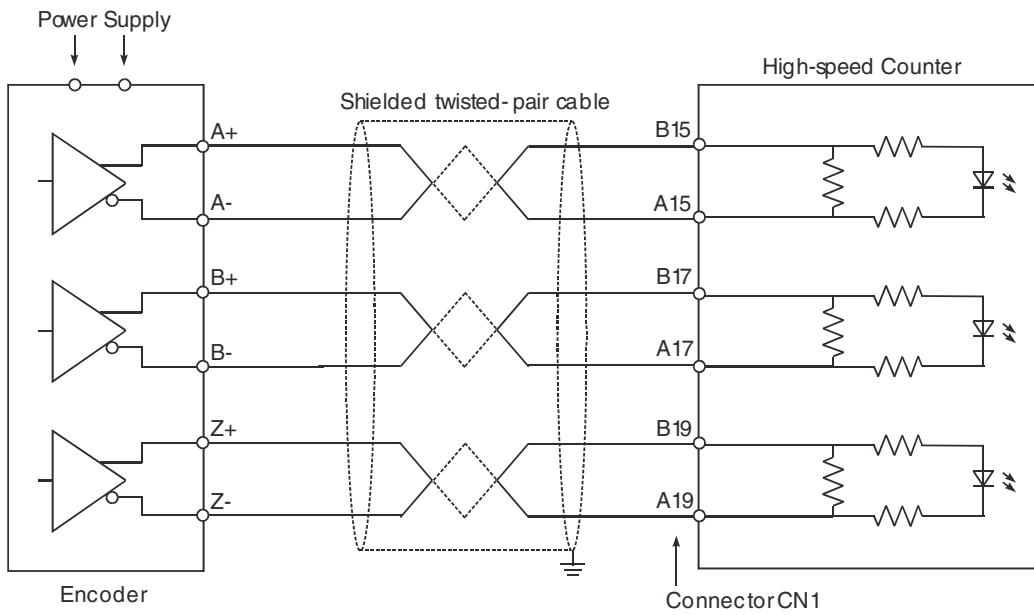 Power Supply
High-speed Counter
Shielded twisted-pair cable
A+
B15
A-
A15
B+
B17
B-
A17
Z+
B19
Z-
A19
Encoder
Connector CN1